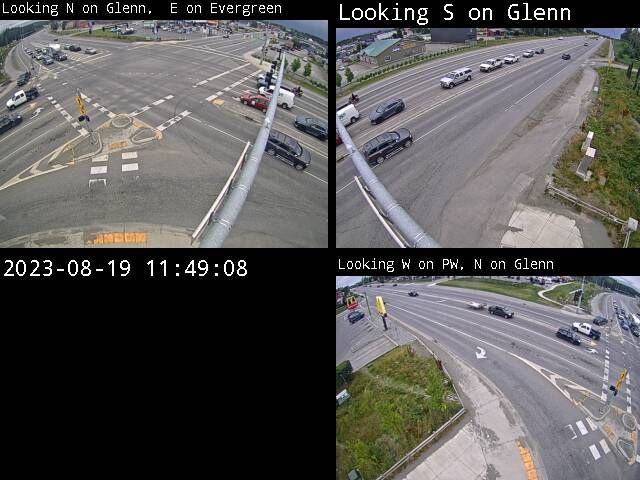 Looking N on Glenn,  E on Evergreen
Looking S on Glenn
2023-08-19 11:49:08
Looking W on PW, N on Glenn